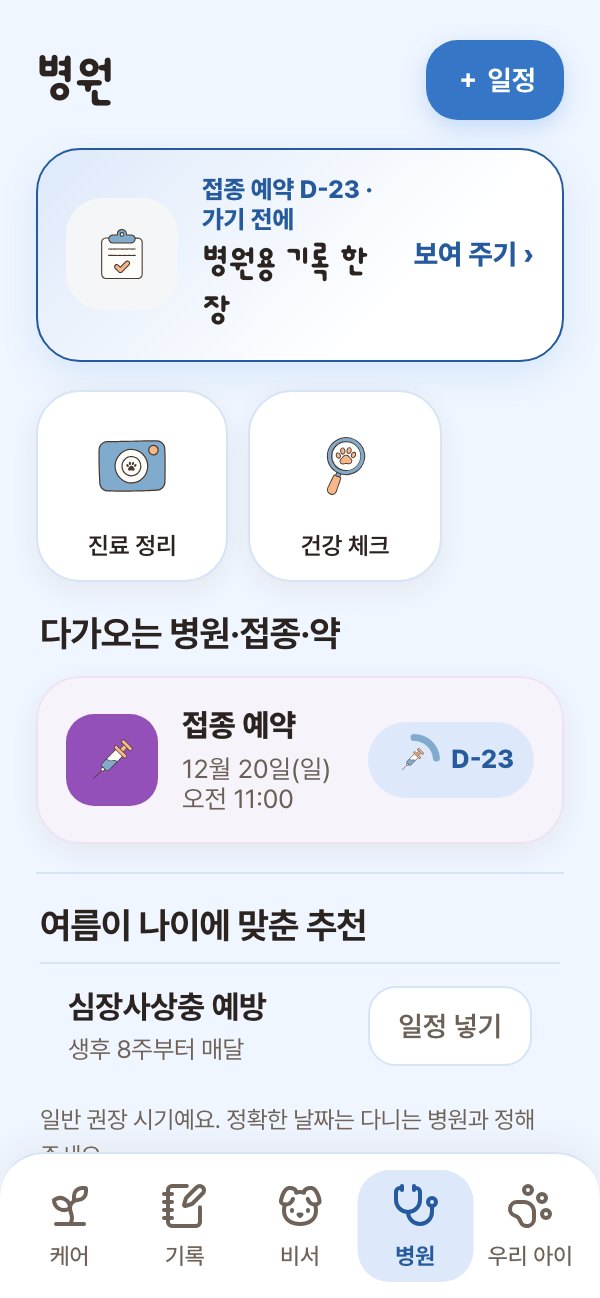 병원
+ 일정
접종 예약 D-23 ·
가기 전에
병원용 기록 한
장
보여 주기 ›
진료 정리
건강 체크
다가오는 병원·접종·약
접종 예약
12월 20일(일)
오전 11:00
D-23
여름이 나이에 맞춘 추천
심장사상충 예방
생후 8주부터 매달
일정 넣기
일반 권장 시기예요. 정확한 날짜는 다니는 병원과 정해
케어
기록
비서
병원
우리 아이